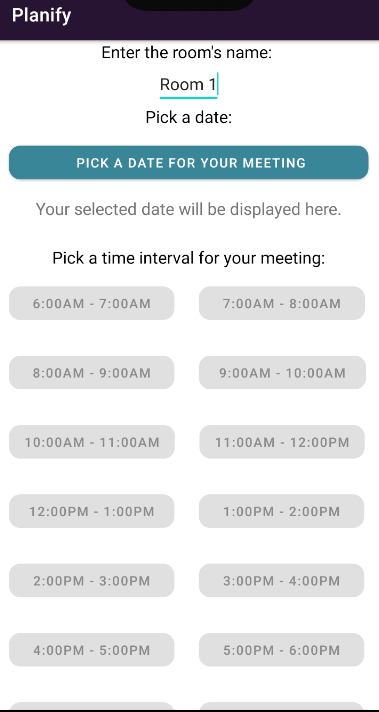 Planify
Enter the room's name:
Room 1
Pick a date:
PICK A DATE FOR YOUR MEETING
Your selected date will be displayed here.
Pick a time interval for your meeting:
6:00AM - 7:00AM
7:00AM - 8:00AM
8:00AM - 9:00AM
9:00AM - 10:00AM
10:00AM - 11:00AM
11:00AM - 12:00PM
12:00PM - 1:00PM
1:00PM - 2:00PM
2:00PM - 3:00PM
3:00PM - 4:00PM
4:00PM - 5:00PM
5:00PM - 6:00PM